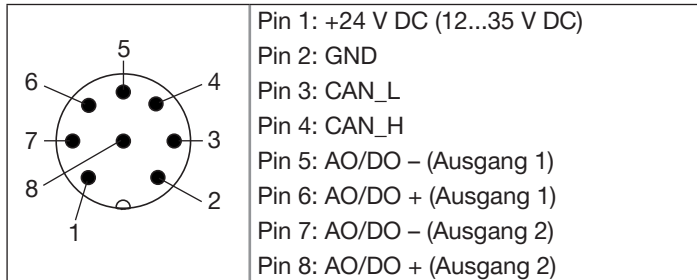 5
6
4
7
3
8
2
1
Pin 1: +24 V DC (12...35 V DC)
Pin 2: GND
Pin 3: CAN_L
Pin 4: CAN_H
Pin 5: AO/DO – (Ausgang 1)
Pin 6: AO/DO + (Ausgang 1)
Pin 7: AO/DO – (Ausgang 2)
Pin 8: AO/DO + (Ausgang 2)